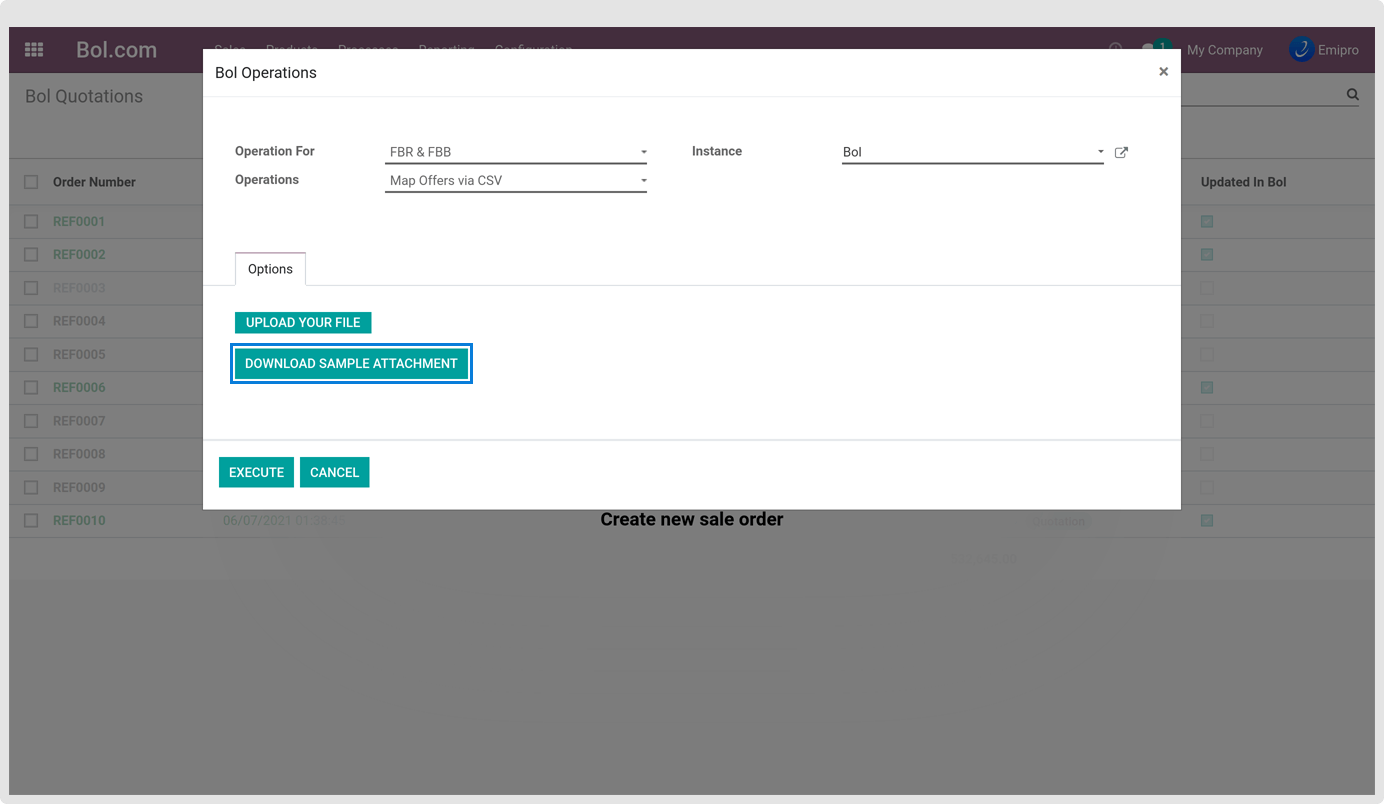 Bol.com
Sales Products Processes Reporting Configuration
1
My Company
Emipro
Bol Operations
×
Bol Quotations
Operation For
FBR & FBB
Instance
Bol
Operations
Map Offers via CSV
Order Number
Updated In Bol
REF0001
REF0002
REF0003
REF0004
REF0005
REF0006
REF0007
REF0008
REF0009
REF0010
Options
UPLOAD YOUR FILE
DOWNLOAD SAMPLE ATTACHMENT
EXECUTE
CANCEL
06/07/2021
Create new sale order
Quotation